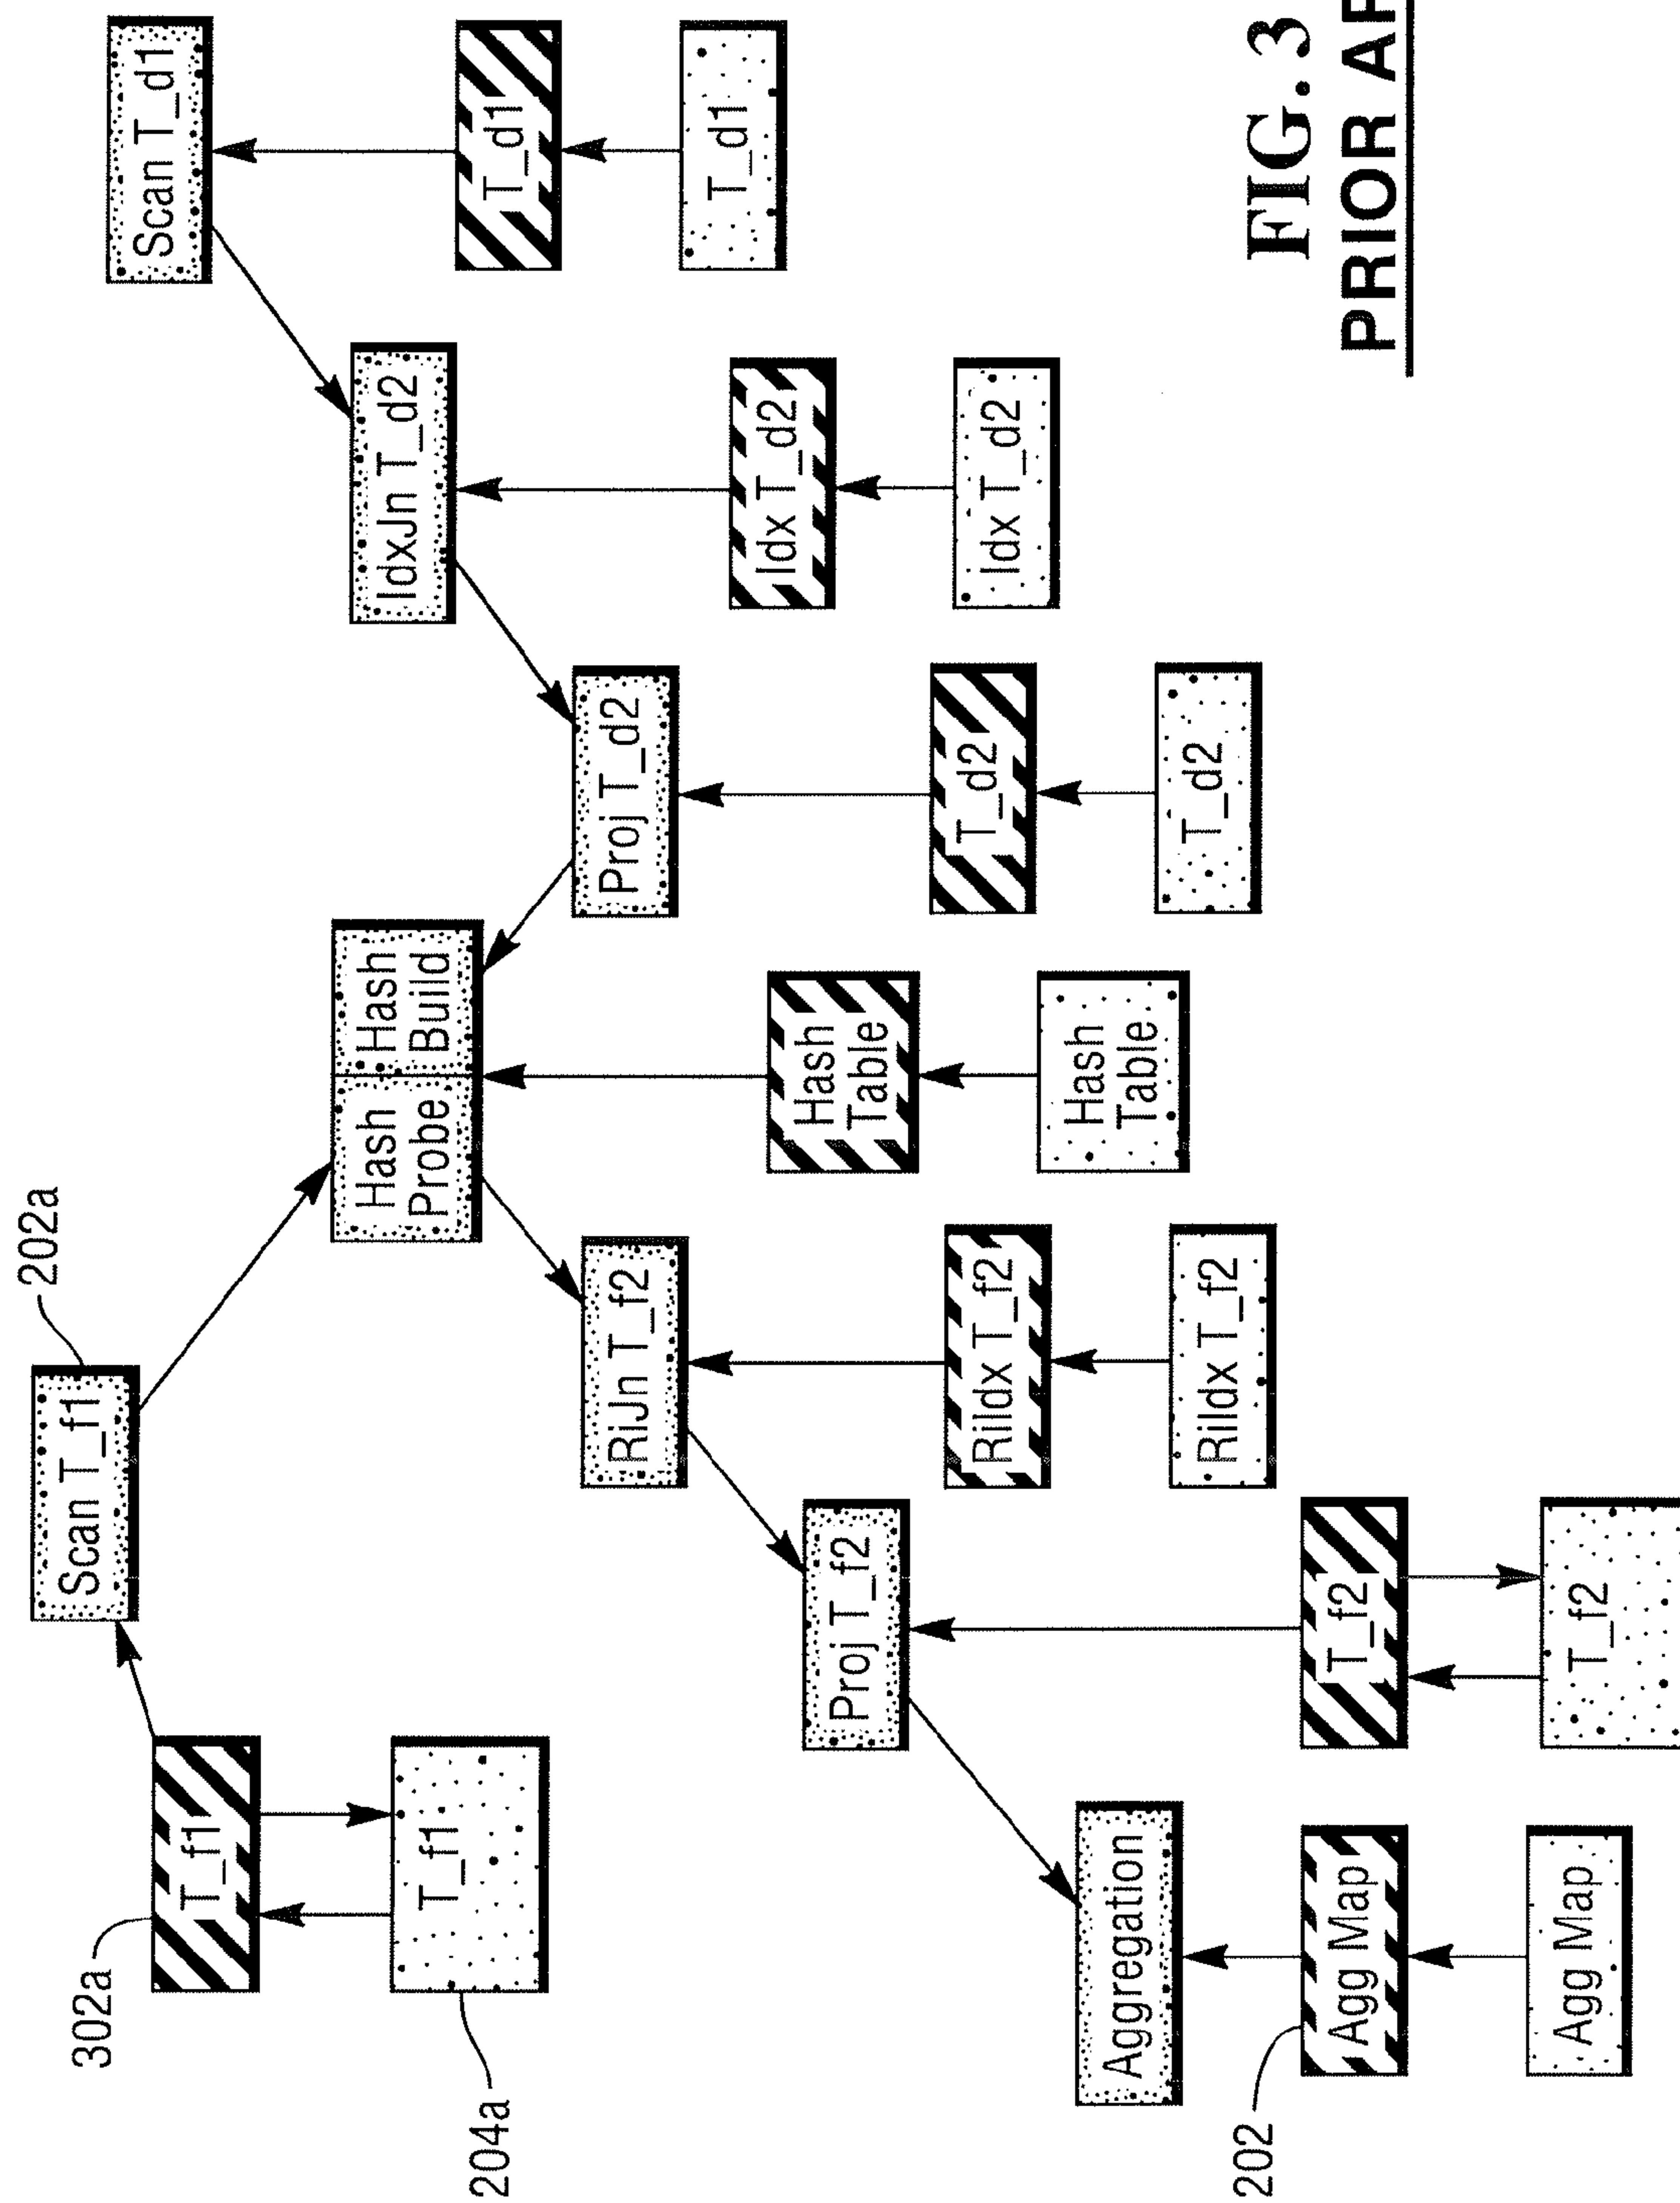 202a
Scan T_f1
302a
T_f1
204a
T_f1
Scan T_d1
T_d1
T_d1
IdxJn T_d2
Idx T_d2
Idx T_d2
Proj T_d2
T_d2
T_d2
Hash
Probe
Hash
Build
Hash
Table
Hash
Table
RiJn T_f2
RiIdx T_f2
RiIdx T_f2
Proj T_f2
T_f2
T_f2
Aggregation
202
Agg Map
Agg Map
FIG. 3
PRIOR AR